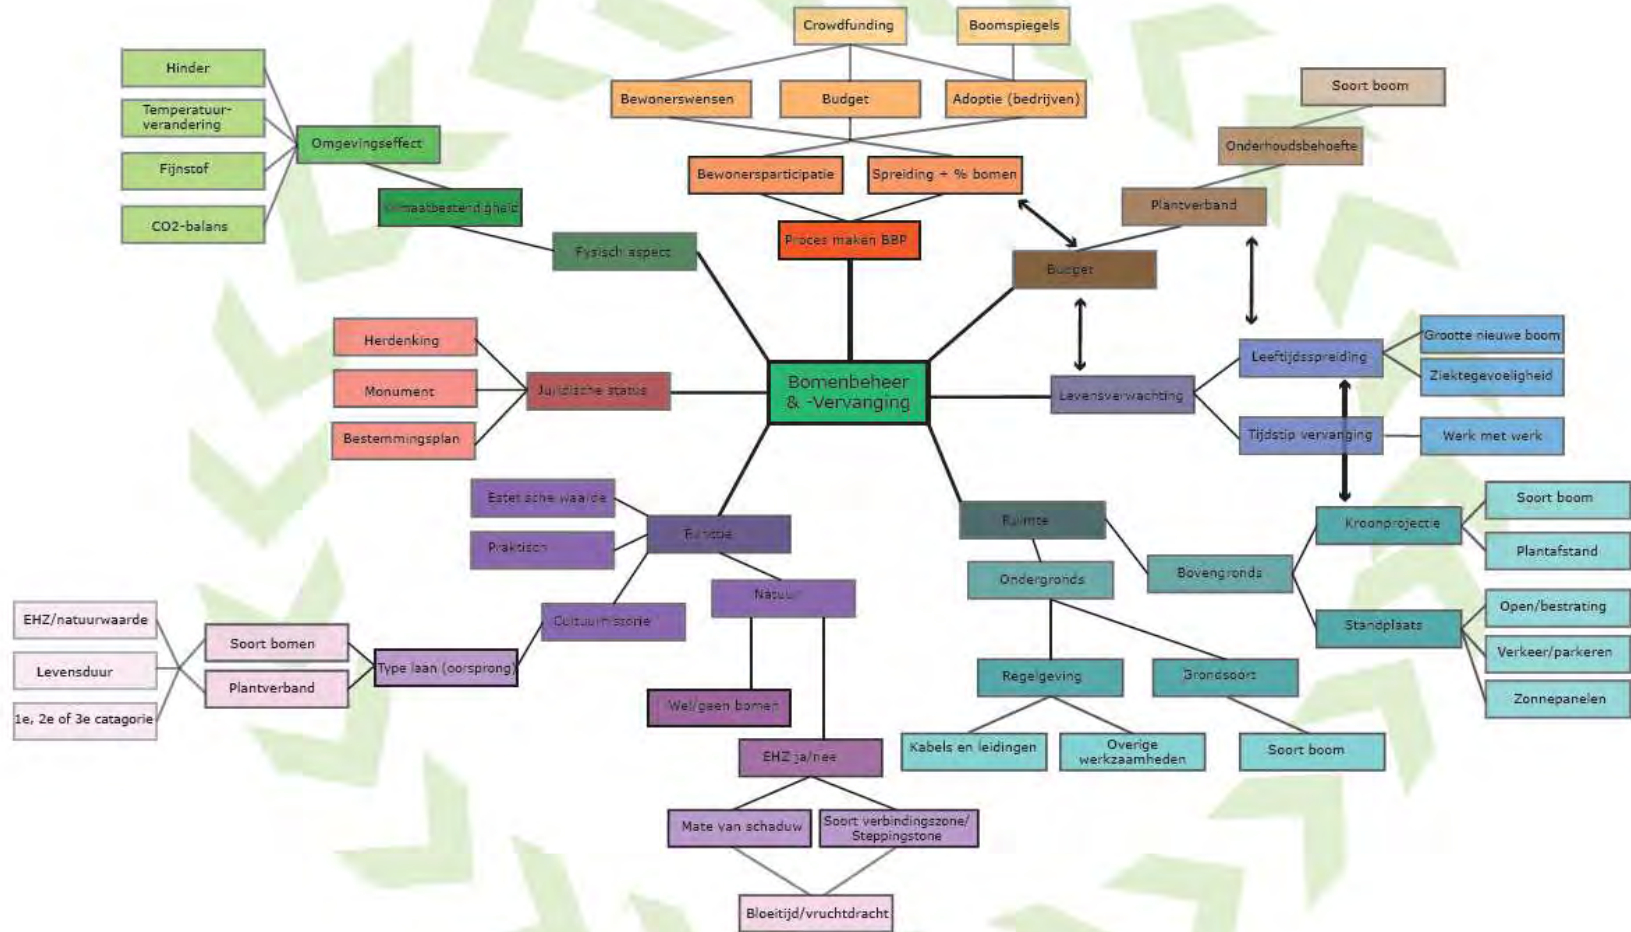 Crowdfunding
Boomspiegels
Hinder
Temperatuur-
verandering
Fijnstof
CO2-balans
Omgevingseffect
Klimaatbestendigheid
Fysisch aspect
Bewonerswensen
Budget
Adoptie (bedrijven)
Bewonersparticipatie
Spreiding + % bomen
Proces maken BBP
Soort boom
Onderhoudsbehoefte
Plantverband
Budget
Herdenking
Monument
Bestemmingsplan
Juridische status
Bomenbeheer
& -Vervanging
Levensverwachting
Leeftijdsspreiding
Tijdstip vervanging
Grootte nieuwe boom
Ziektegevoeligheid
Werk met werk
Estetische waarde
Praktisch
Functie
Natuur
Cultuurhistorie
Type laan (oorsprong)
Soort bomen
Plantverband
EHZ/natuurwaarde
Levensduur
1e, 2e of 3e catagorie
Wel/geen bomen
EHZ ja/nee
Mate van schaduw
Soort verbindingszone/
Steppingstone
Bloeitijd/vruchtdracht
Ruimte
Ondergronds
Bovengronds
Regelgeving
Grondsoort
Kabels en leidingen
Overige
werkzaamheden
Soort boom
Kroonprojectie
Standplaats
Soort boom
Plantafstand
Open/bestrating
Verkeer/parkeren
Zonnepanelen